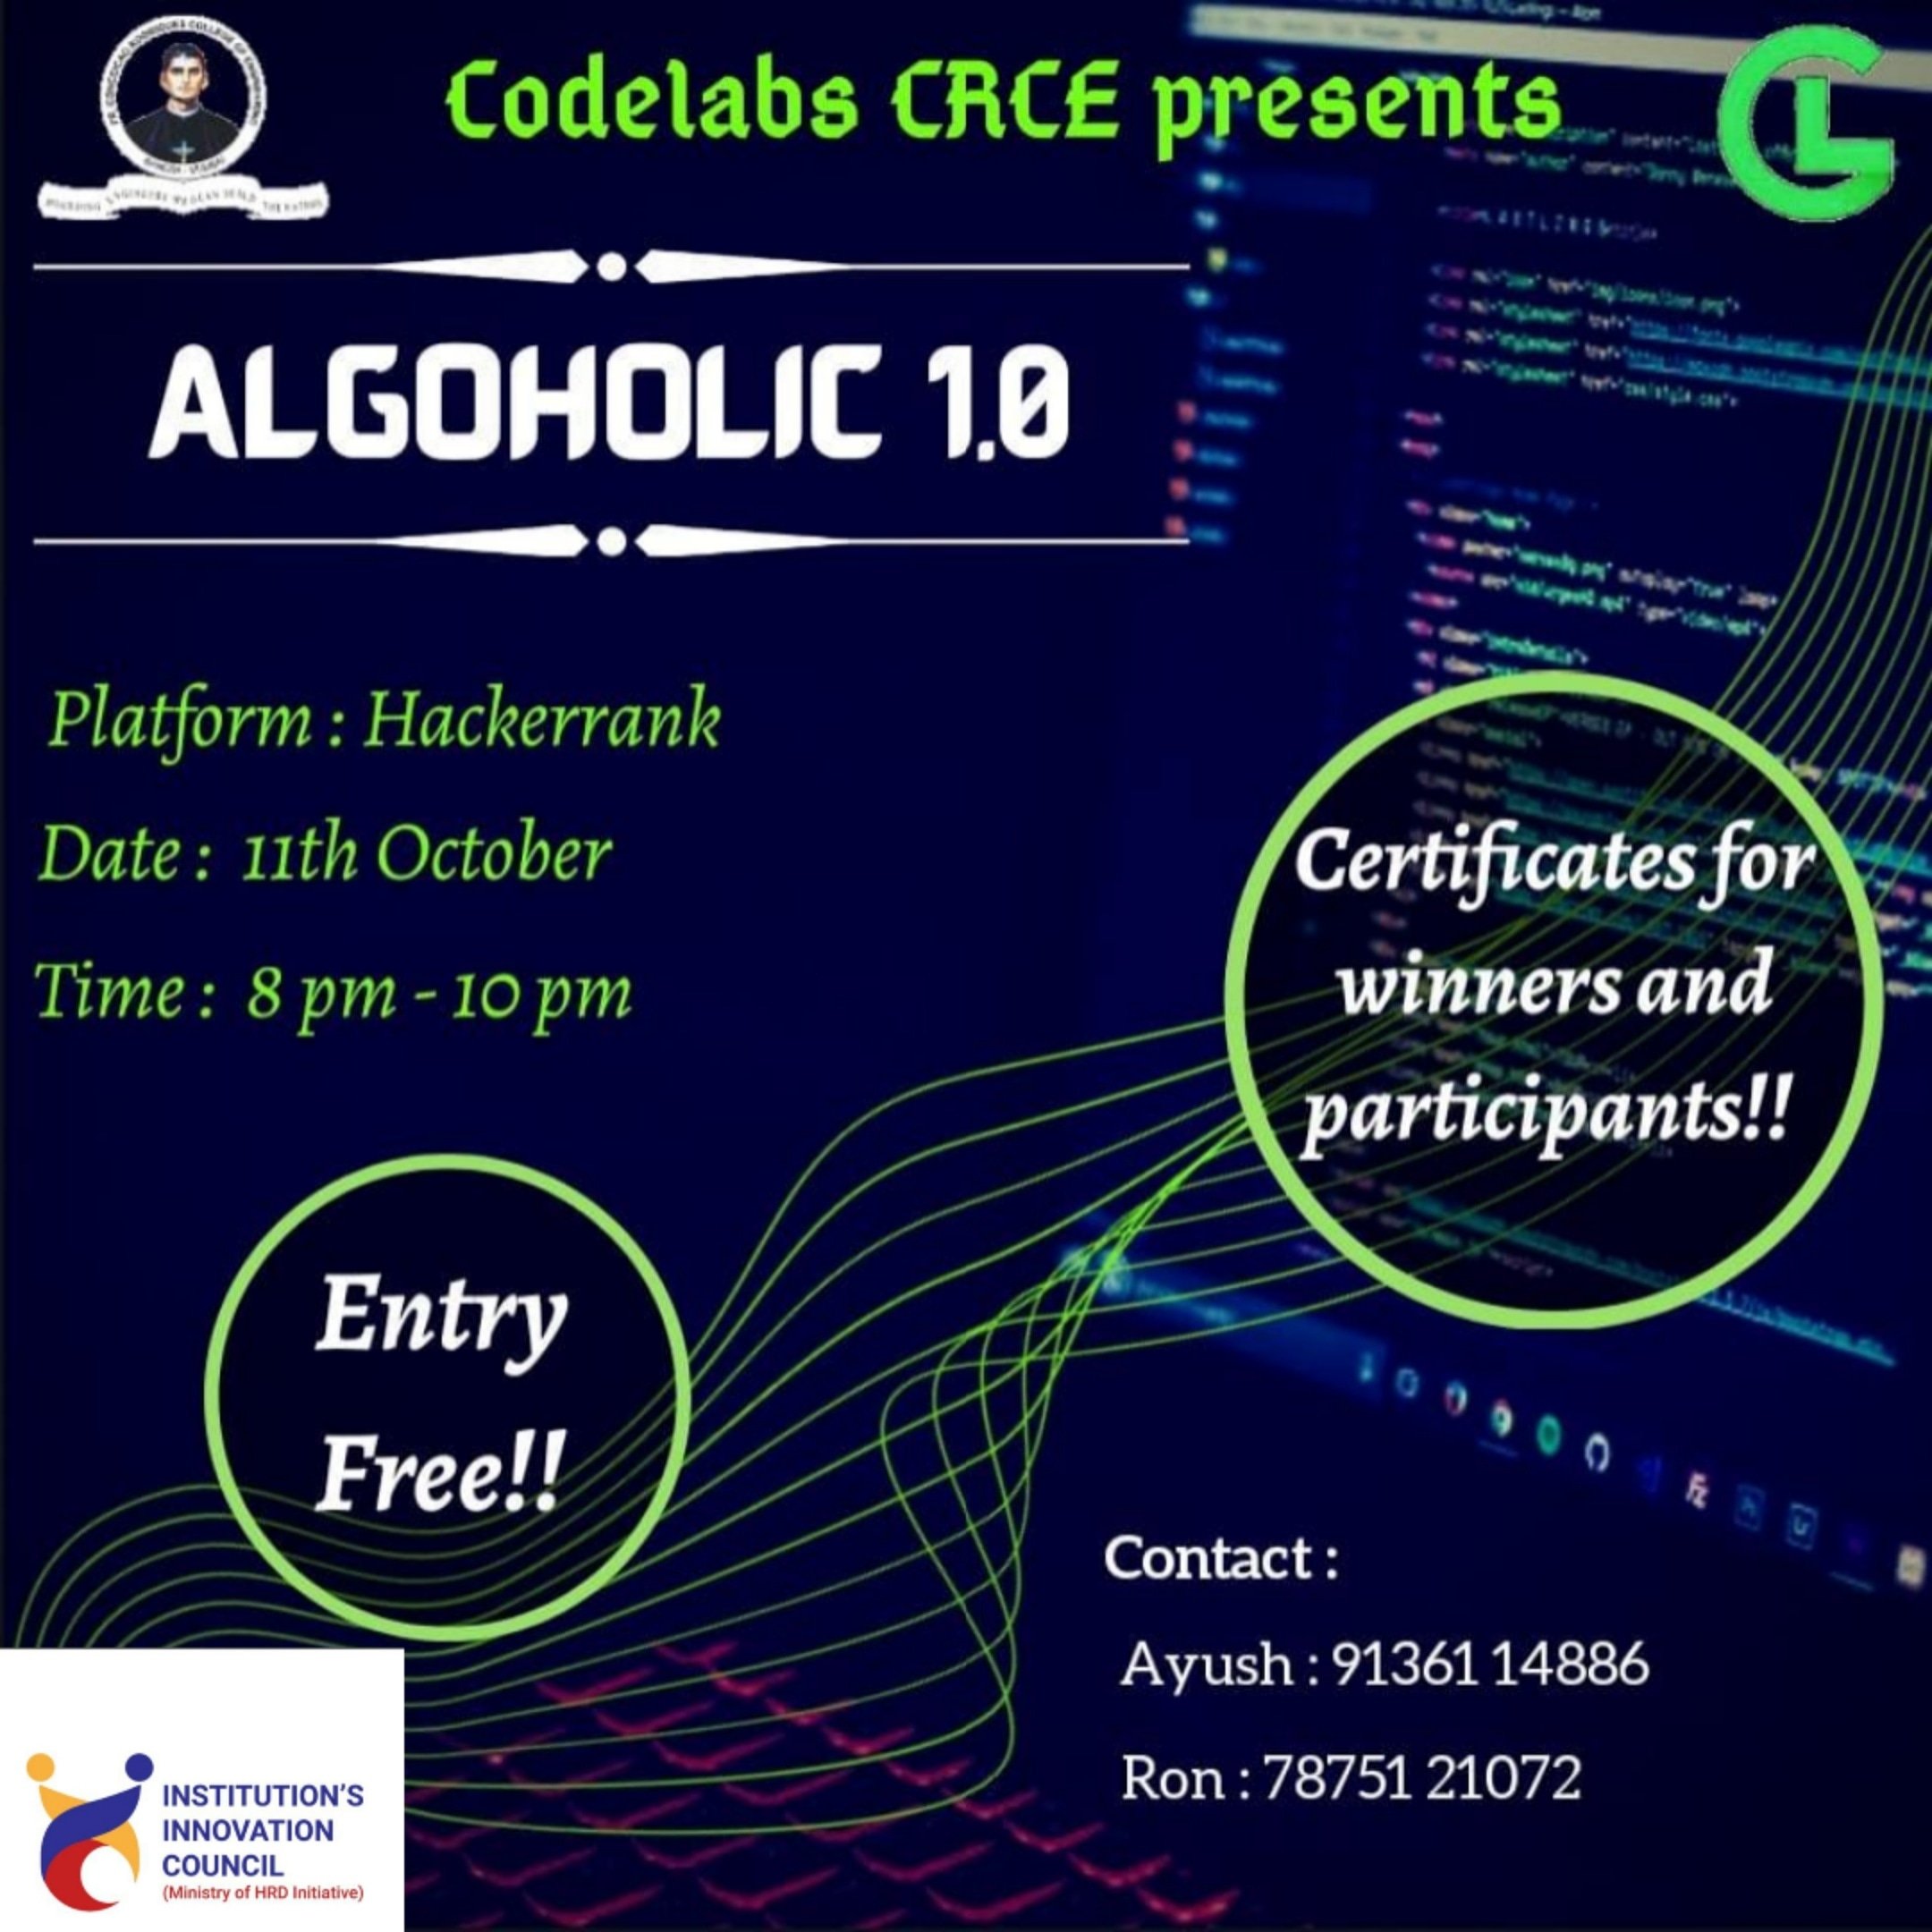 Codelabs CRCE presents
ALGOHOLIC 1.0
Platform : Hackerrank
Date : 11th October
Time : 8 pm - 10 pm
Certificates for
winners and
participants!!
Entry
Free!!
Contact :
Ayush : 91361 14886
Ron : 78751 21072
INSTITUTION'S
INNOVATION
COUNCIL
(Ministry of HRD Initiative)